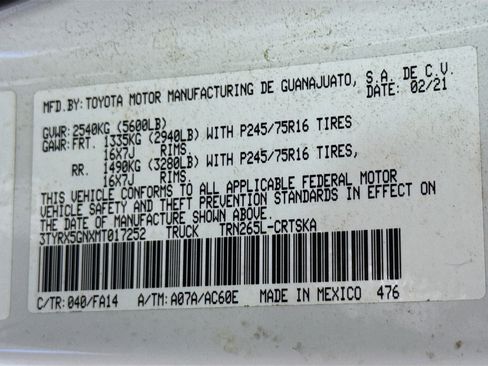 MFD.BY:TOYOTA MOTOR MANUFACTURING DE GUANAJUATO, S.A. DE C.V.
DATE: 02/21
GVWR:2540KG (5600LB)
GAWR:FRT. 1335KG (2940LB) WITH P245/75R16 TIRES
16X7J RIMS,
RR. 1490KG (3280LB) WITH P245/75R16 TIRES,
16X7J RIMS.
THIS VEHICLE CONFORMS TO ALL APPLICABLE FEDERAL MOTOR
VEHICLE SAFETY AND THEFT PREVENTION STANDARDS IN EFFECT ON
THE DATE OF MANUFACTURE SHOWN ABOVE.
3TYRX5GNXMT017252 TRUCK TRN265L-CRTSKA
C/TR:040/FA14 A/TM:A07A/AC60E MADE IN MEXICO 476